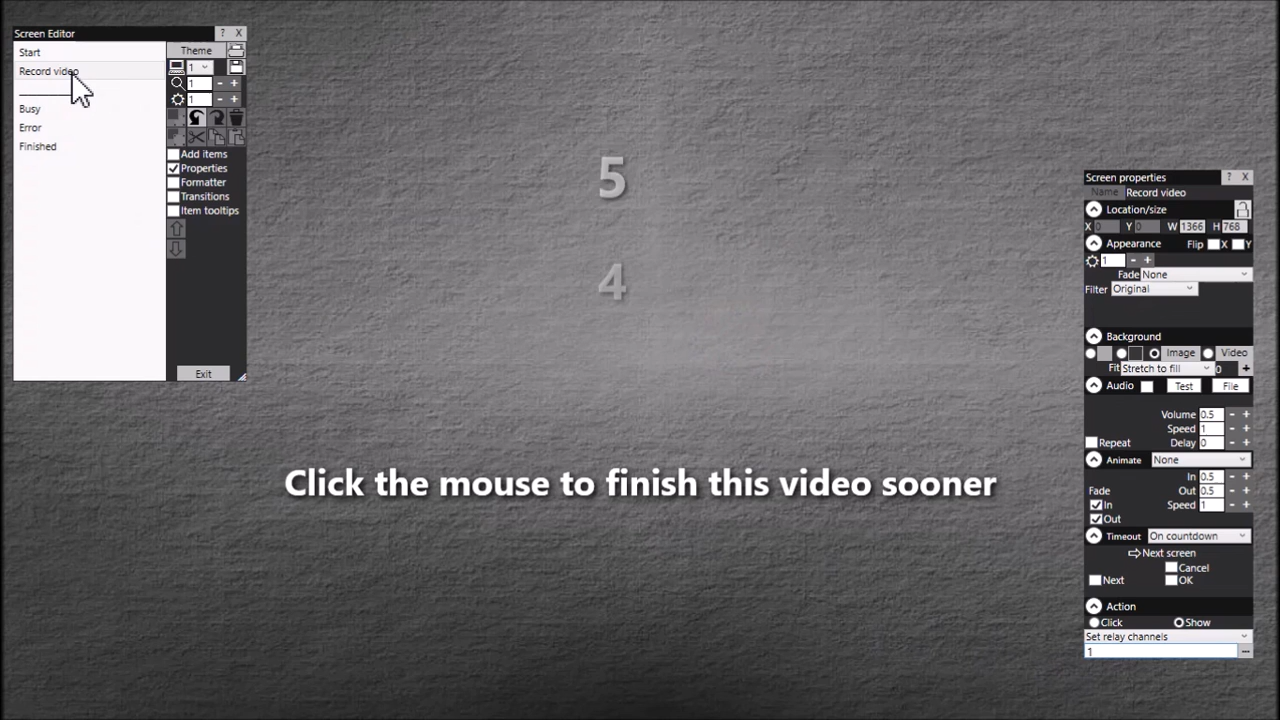 Screen Editor ? X
Start
Record video
Busy
Error
Finished
Theme
1
1 - +
1 - +
Add items
Properties
Formatter
Transitions
Item tooltips
Exit
5
4
Click the mouse to finish this video sooner
Screen properties ? X
Name Record video
Location/size
X 0 Y 0 W 1366 H 768
Appearance Flip X Y
1 - +
Fade None
Filter Original
Background
Image Video
Fit Stretch to fill 0 +
Audio Test File
Volume 0.5 - +
Speed 1 - +
Repeat Delay 0 - +
Animate None
In 0.5 - +
Fade Out 0.5 - +
In Speed 1 - +
Out
Timeout On countdown
Next screen
Cancel
Next OK
Action
Click Show
Set relay channels
1 ...